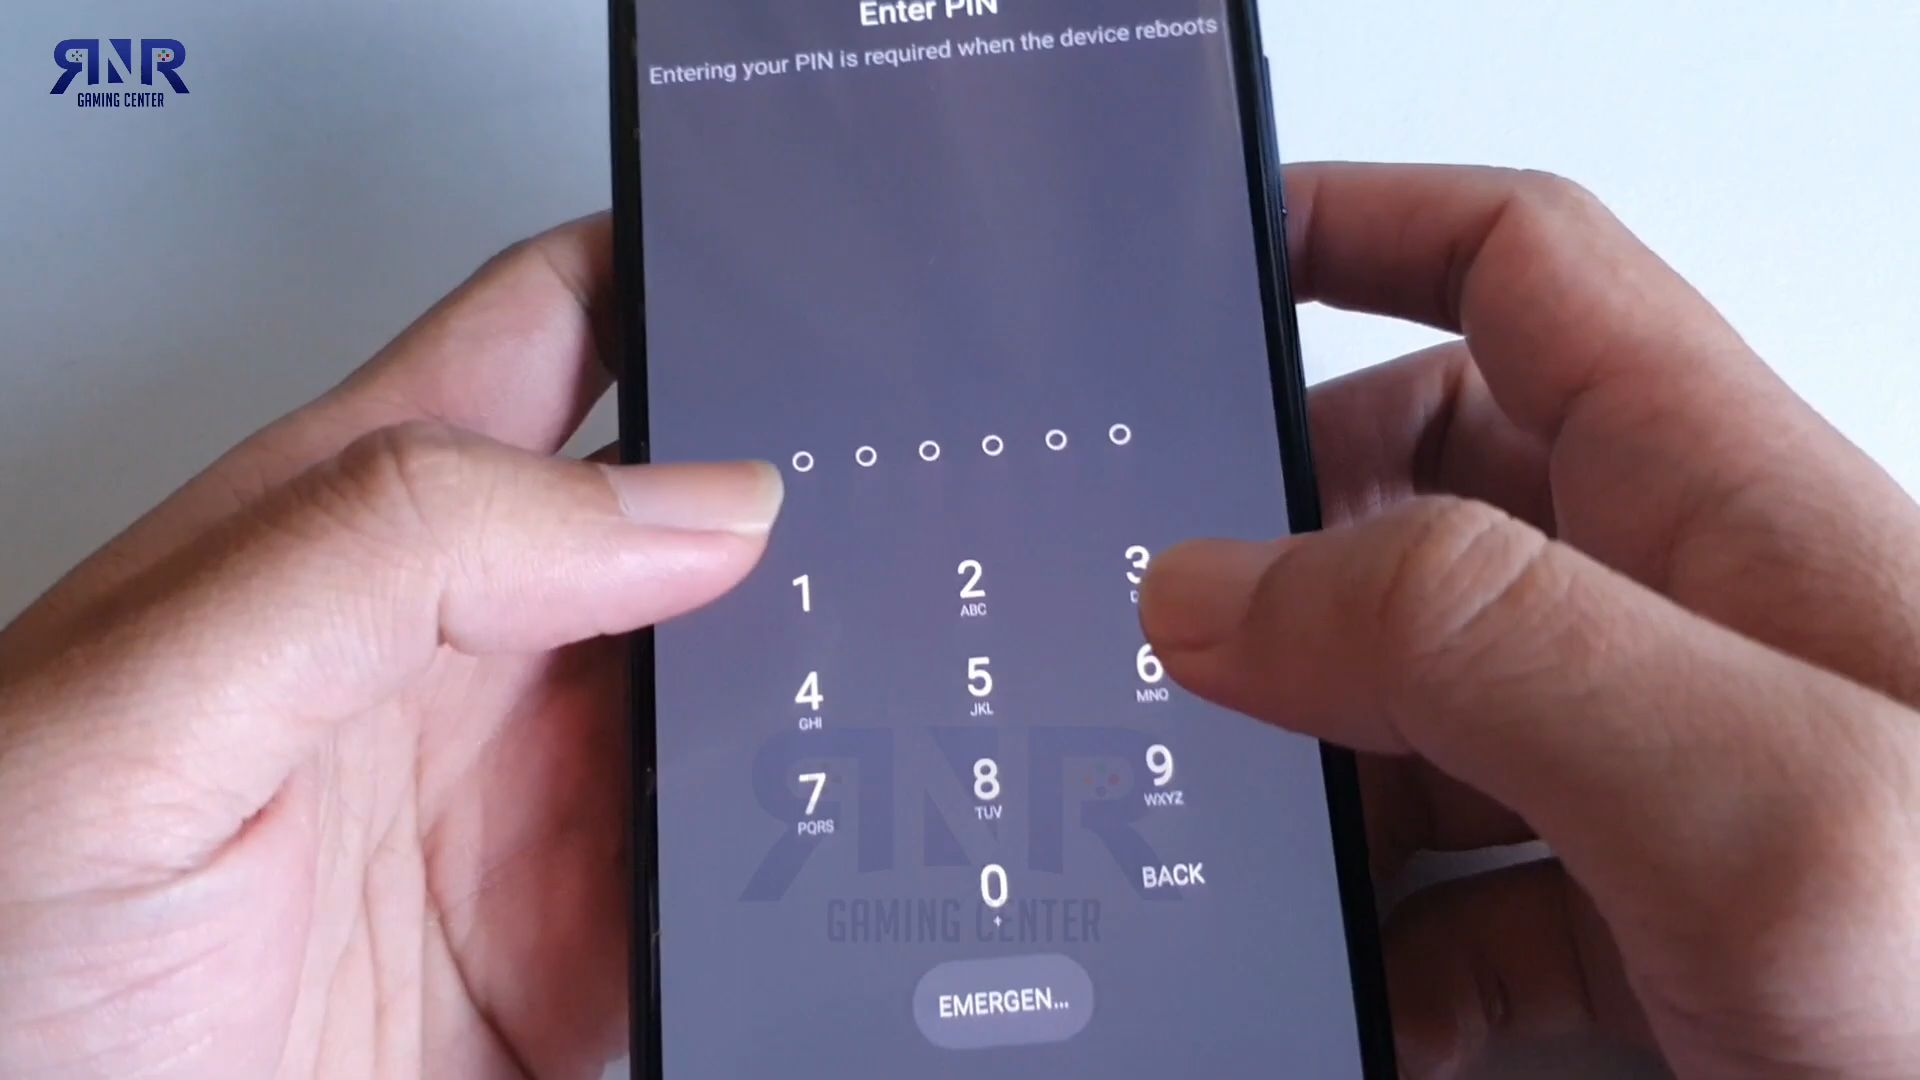 RNR
GAMING CENTER
Enter PIN
Entering your PIN is required when the device reboots
1
2
ABC
3
4
GHI
5
JKL
6
MNO
7
PQRS
8
TUV
9
WXYZ
0
+
BACK
RNR
GAMING CENTER
EMERGEN...